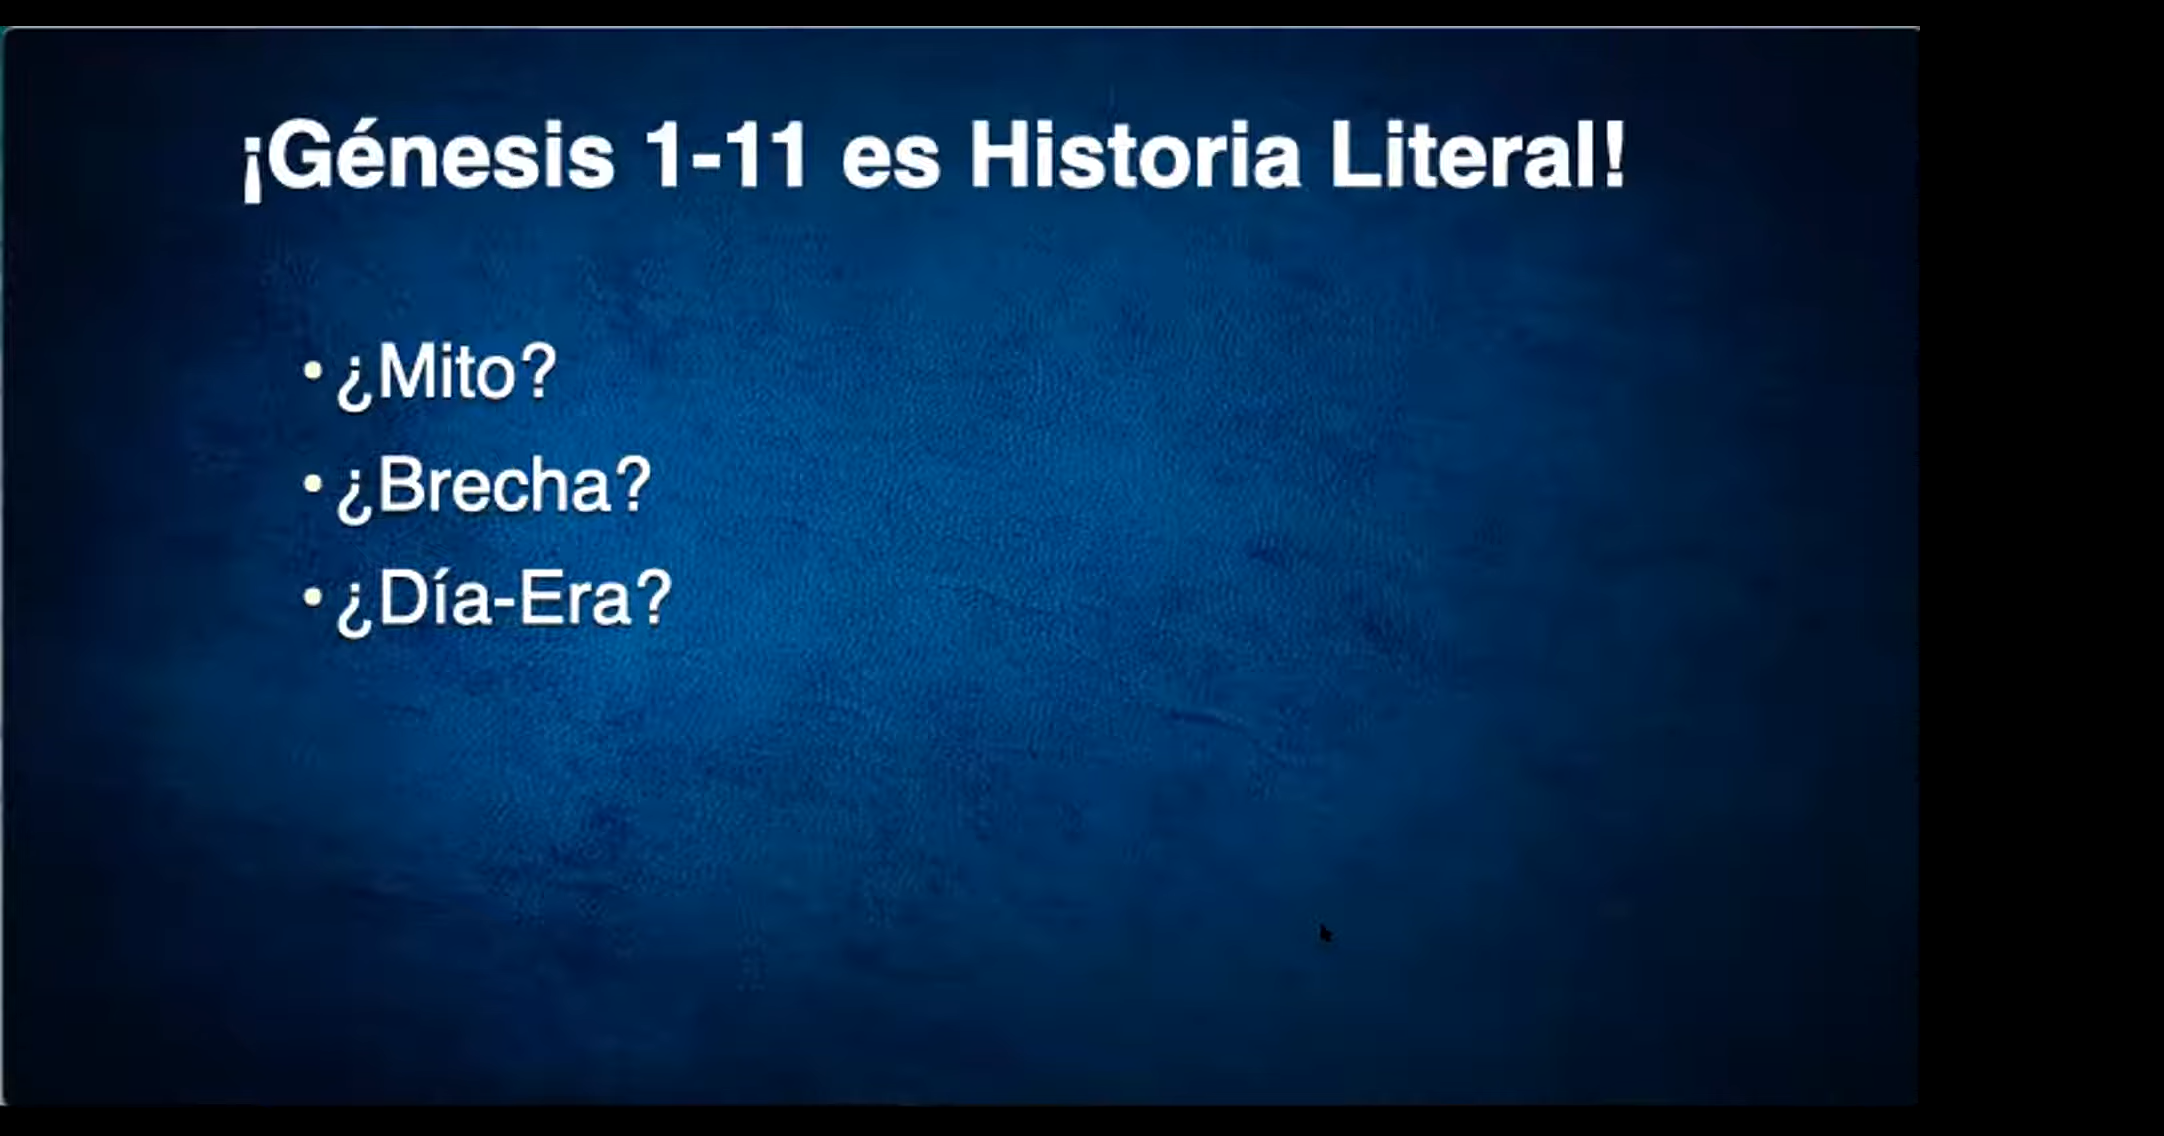 ¡Génesis 1-11 es Historia Literal!
• ¿Mito?
• ¿Brecha?
• ¿Día-Era?